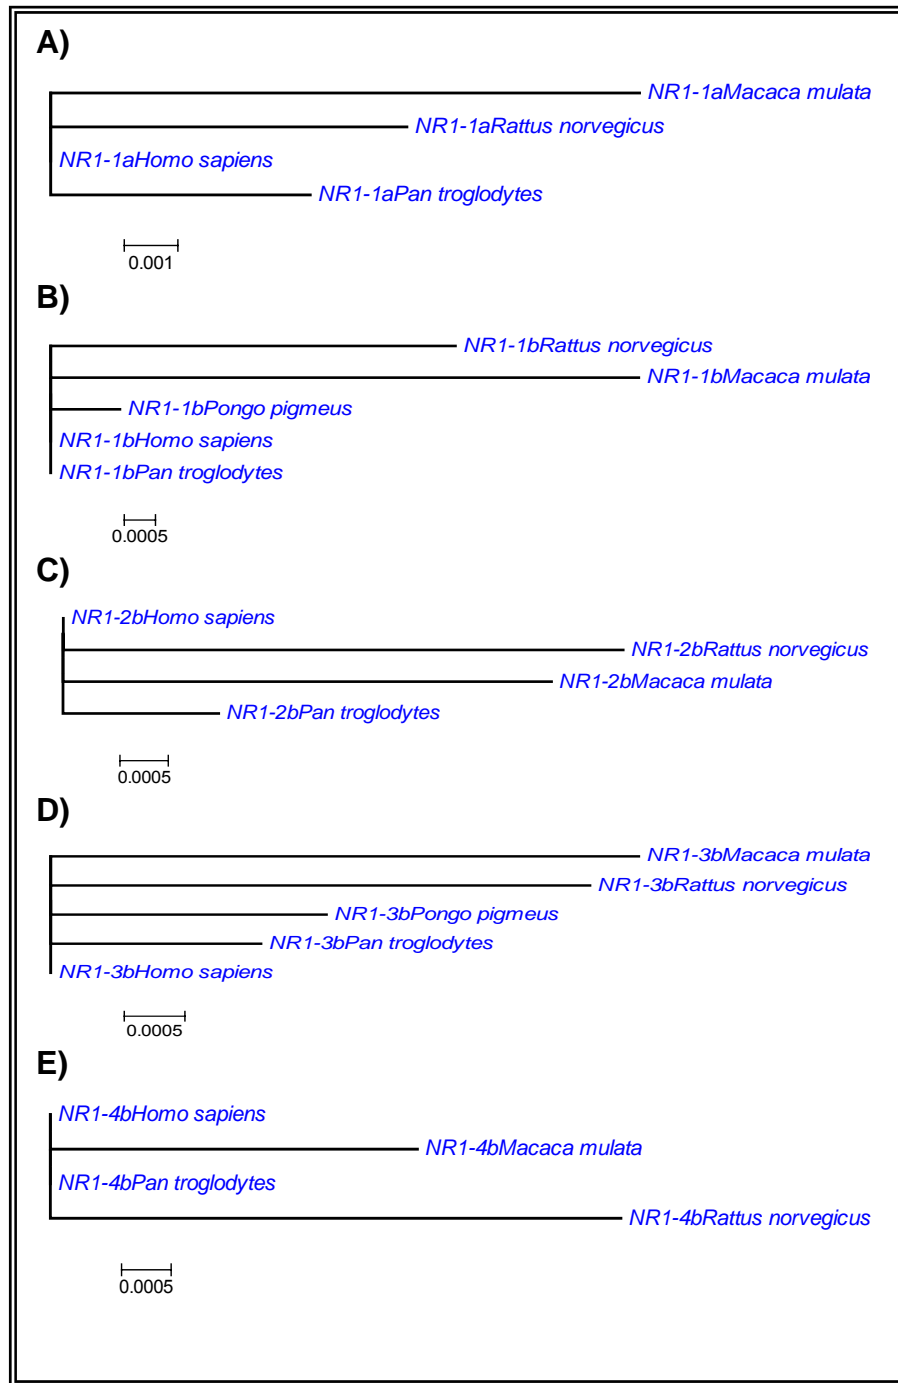 A)
NR1-1aMacaca mulata
NR1-1aRattus norvegicus
NR1-1aHomo sapiens
NR1-1aPan troglodytes
0.001
B)
NR1-1bRattus norvegicus
NR1-1bMacaca mulata
NR1-1bPongo pigmeus
NR1-1bHomo sapiens
NR1-1bPan troglodytes
0.0005
C)
NR1-2bHomo sapiens
NR1-2bRattus norvegicus
NR1-2bMacaca mulata
NR1-2bPan troglodytes
0.0005
D)
NR1-3bMacaca mulata
NR1-3bRattus norvegicus
NR1-3bPongo pigmeus
NR1-3bPan troglodytes
NR1-3bHomo sapiens
0.0005
E)
NR1-4bHomo sapiens
NR1-4bMacaca mulata
NR1-4bPan troglodytes
NR1-4bRattus norvegicus
0.0005